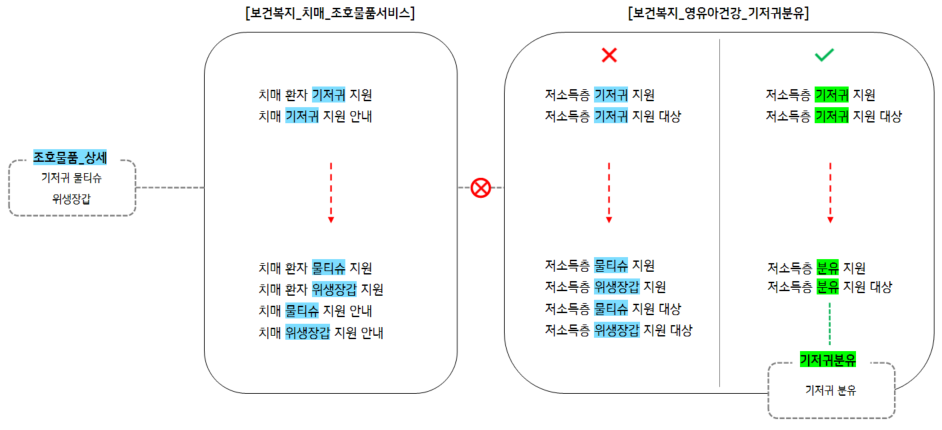 [보건복지_치매_조호물품서비스]
[보건복지_영유아건강_기저귀분유]
조호물품_상세
기저귀 물티슈
위생장갑
치매 환자 기저귀 지원
치매 기저귀 지원 안내
치매 환자 물티슈 지원
치매 환자 위생장갑 지원
치매 물티슈 지원 안내
치매 위생장갑 지원 안내
저소득층 기저귀 지원
저소득층 기저귀 지원 대상
저소득층 물티슈 지원
저소득층 위생장갑 지원
저소득층 물티슈 지원 대상
저소득층 위생장갑 지원 대상
저소득층 기저귀 지원
저소득층 기저귀 지원 대상
저소득층 분유 지원
저소득층 분유 지원 대상
기저귀분유
기저귀 분유